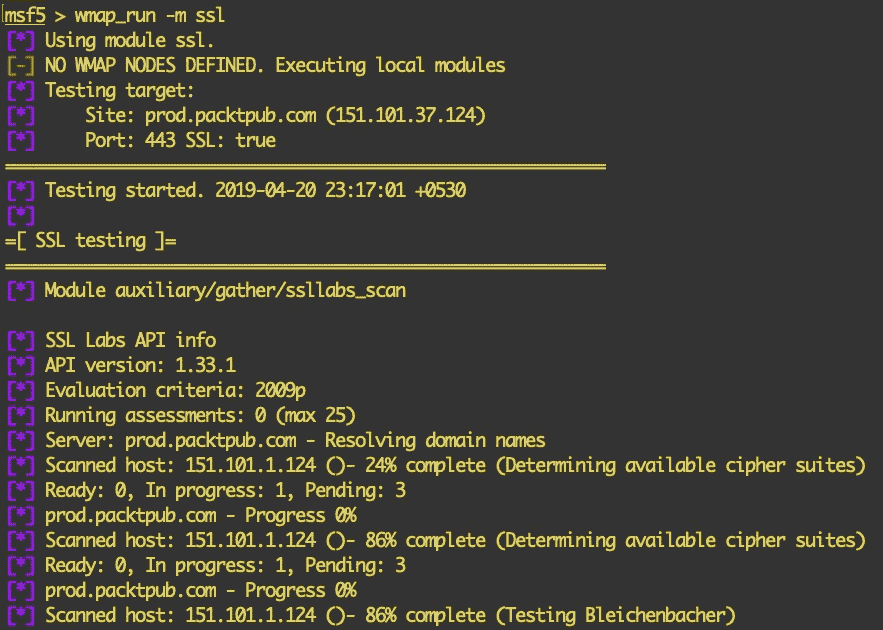 msf5 > wmap_run -m ssl
[*] Using module ssl.
[-] NO WMAP NODES DEFINED. Executing local modules
[*] Testing target:
[*] Site: prod.packtpub.com (151.101.37.124)
[*] Port: 443 SSL: true
============================================================
[*] Testing started. 2019-04-20 23:17:01 +0530
[*]
=[ SSL testing ]=
============================================================
[*] Module auxiliary/gather/ssllabs_scan
[*] SSL Labs API info
[*] API version: 1.33.1
[*] Evaluation criteria: 2009p
[*] Running assessments: 0 (max 25)
[*] Server: prod.packtpub.com - Resolving domain names
[*] Scanned host: 151.101.1.124 ()- 24% complete (Determining available cipher suites)
[*] Ready: 0, In progress: 1, Pending: 3
[*] prod.packtpub.com - Progress 0%
[*] Scanned host: 151.101.1.124 ()- 86% complete (Determining available cipher suites)
[*] Ready: 0, In progress: 1, Pending: 3
[*] prod.packtpub.com - Progress 0%
[*] Scanned host: 151.101.1.124 ()- 86% complete (Testing Bleichenbacher)